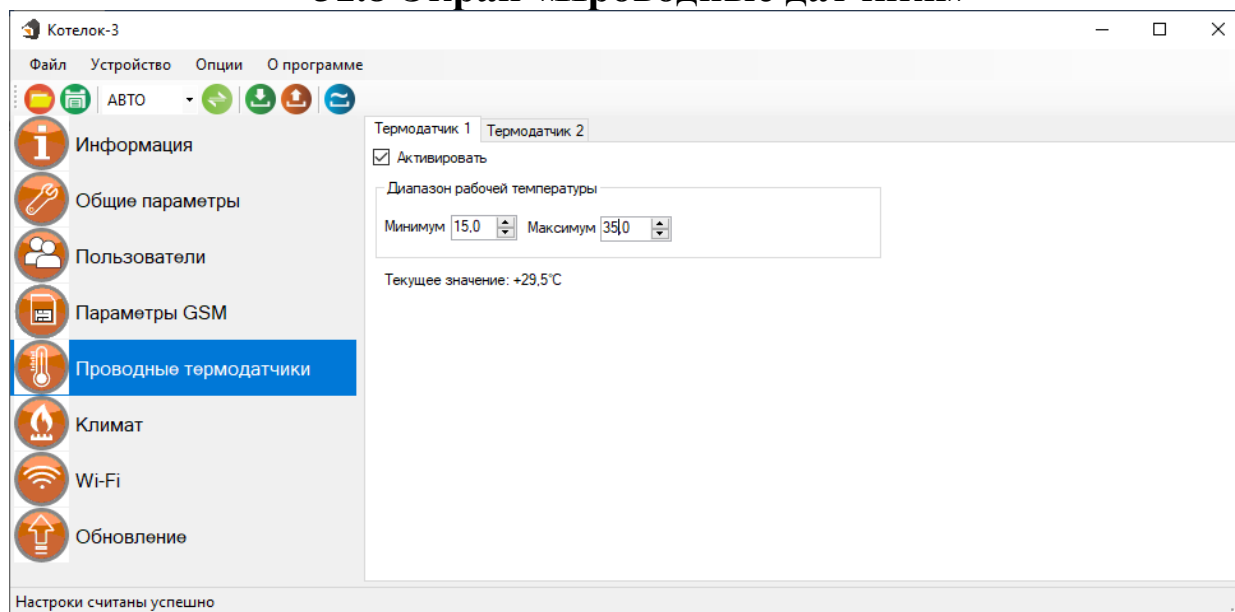 Котелок-3
Файл Устройство Опции О программе
АВТО
Информация
Общие параметры
Пользователи
Параметры GSM
Проводные термодатчики
Климат
Wi-Fi
Обновление
Термодатчик 1 Термодатчик 2
Активировать
Диапазон рабочей температуры
Минимум 15,0 Максимум 35,0
Текущее значение: +29,5°C
Настроки считаны успешно